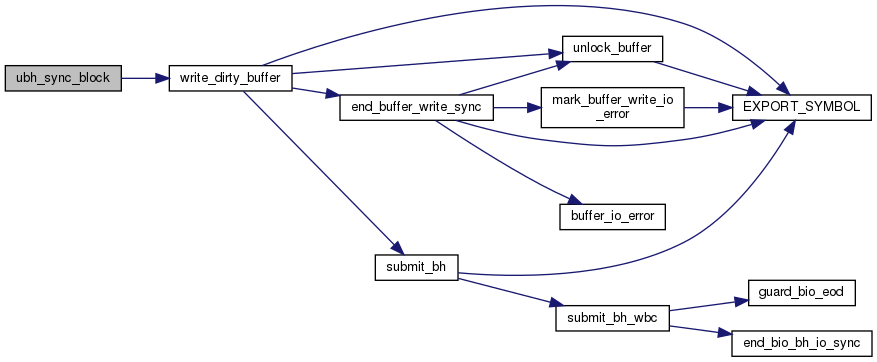 ubh_sync_block
write_dirty_buffer
unlock_buffer
end_buffer_write_sync
mark_buffer_write_io
_error
EXPORT_SYMBOL
buffer_io_error
submit_bh
submit_bh_wbc
guard_bio_eod
end_bio_bh_io_sync